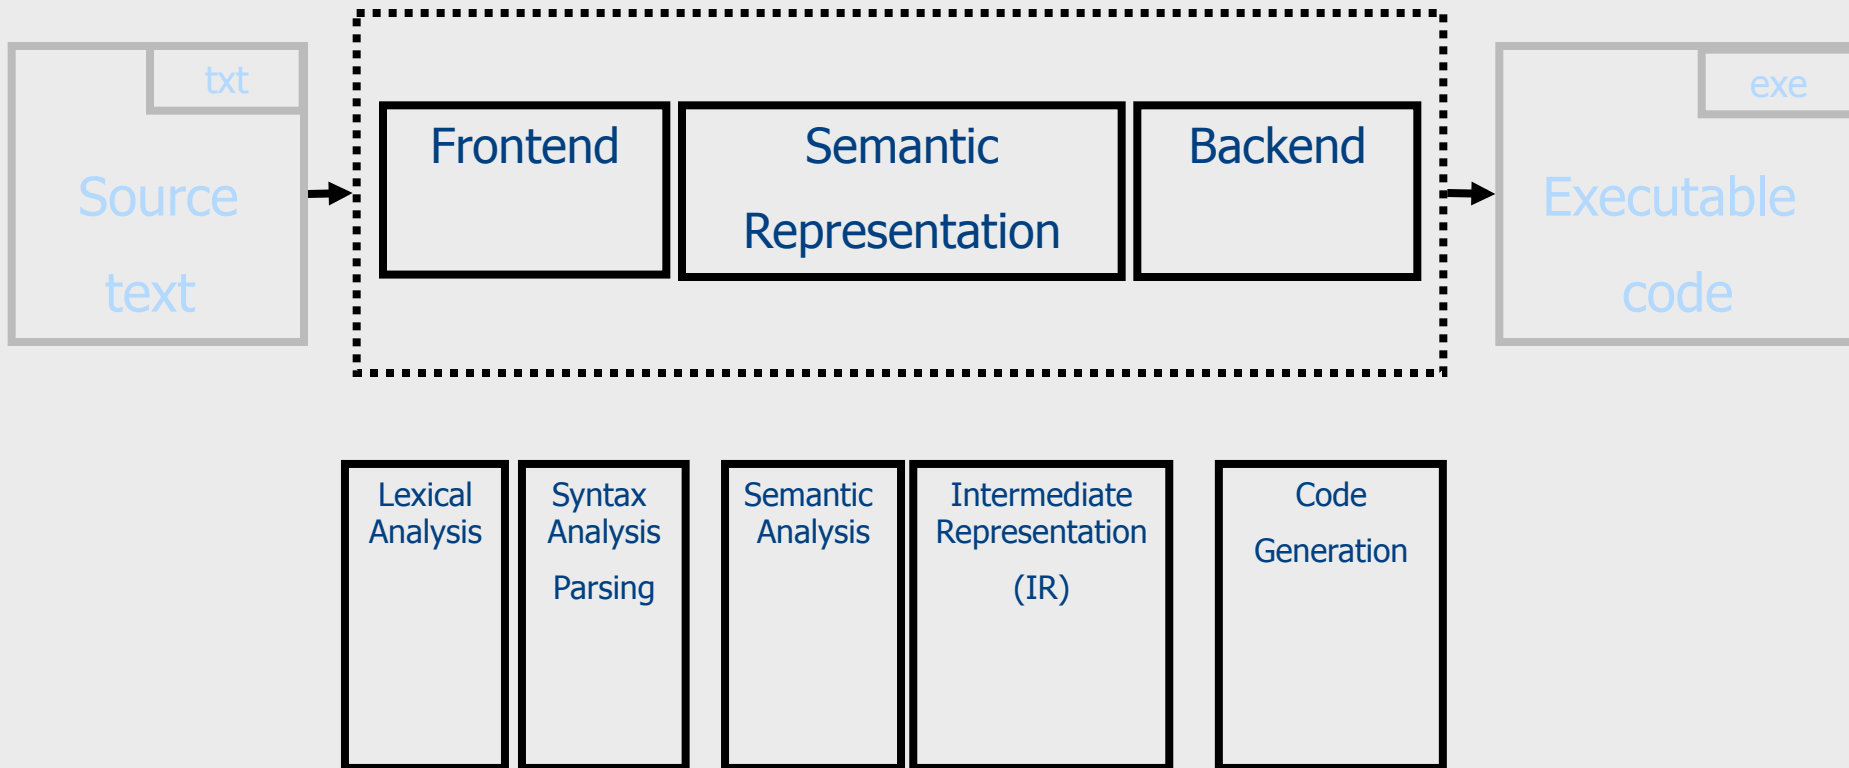 txt
Source
text
Frontend
Semantic
Representation
Backend
exe
Executable
code
Lexical
Analysis
Syntax
Analysis
Parsing
Semantic
Analysis
Intermediate
Representation
(IR)
Code
Generation